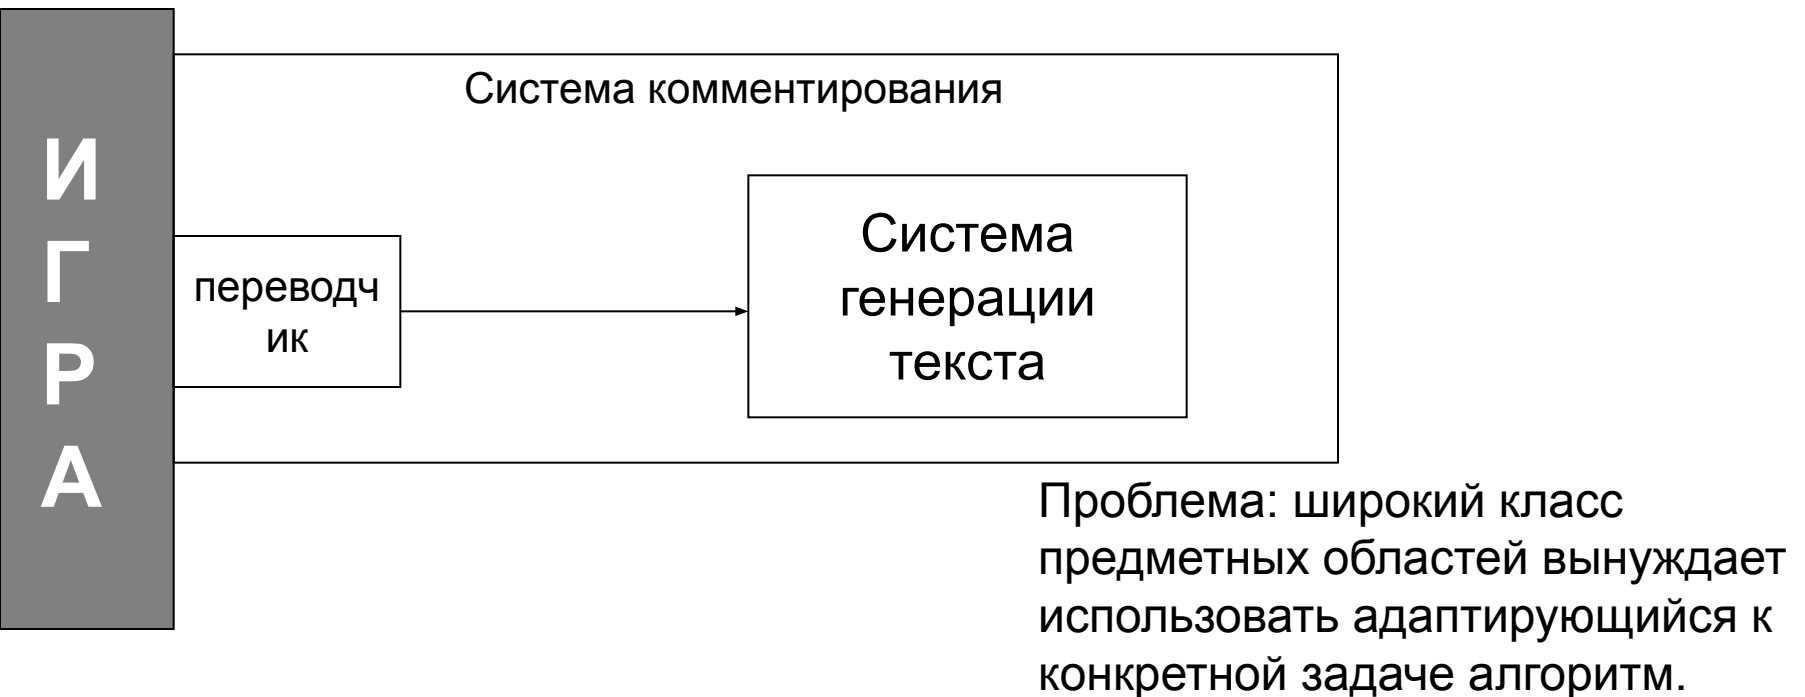 И
Г
Р
А
Система комментирования
переводч
ик
Система
генерации
текста
Проблема: широкий класс
предметных областей вынуждает
использовать адаптирующийся к
конкретной задаче алгоритм.